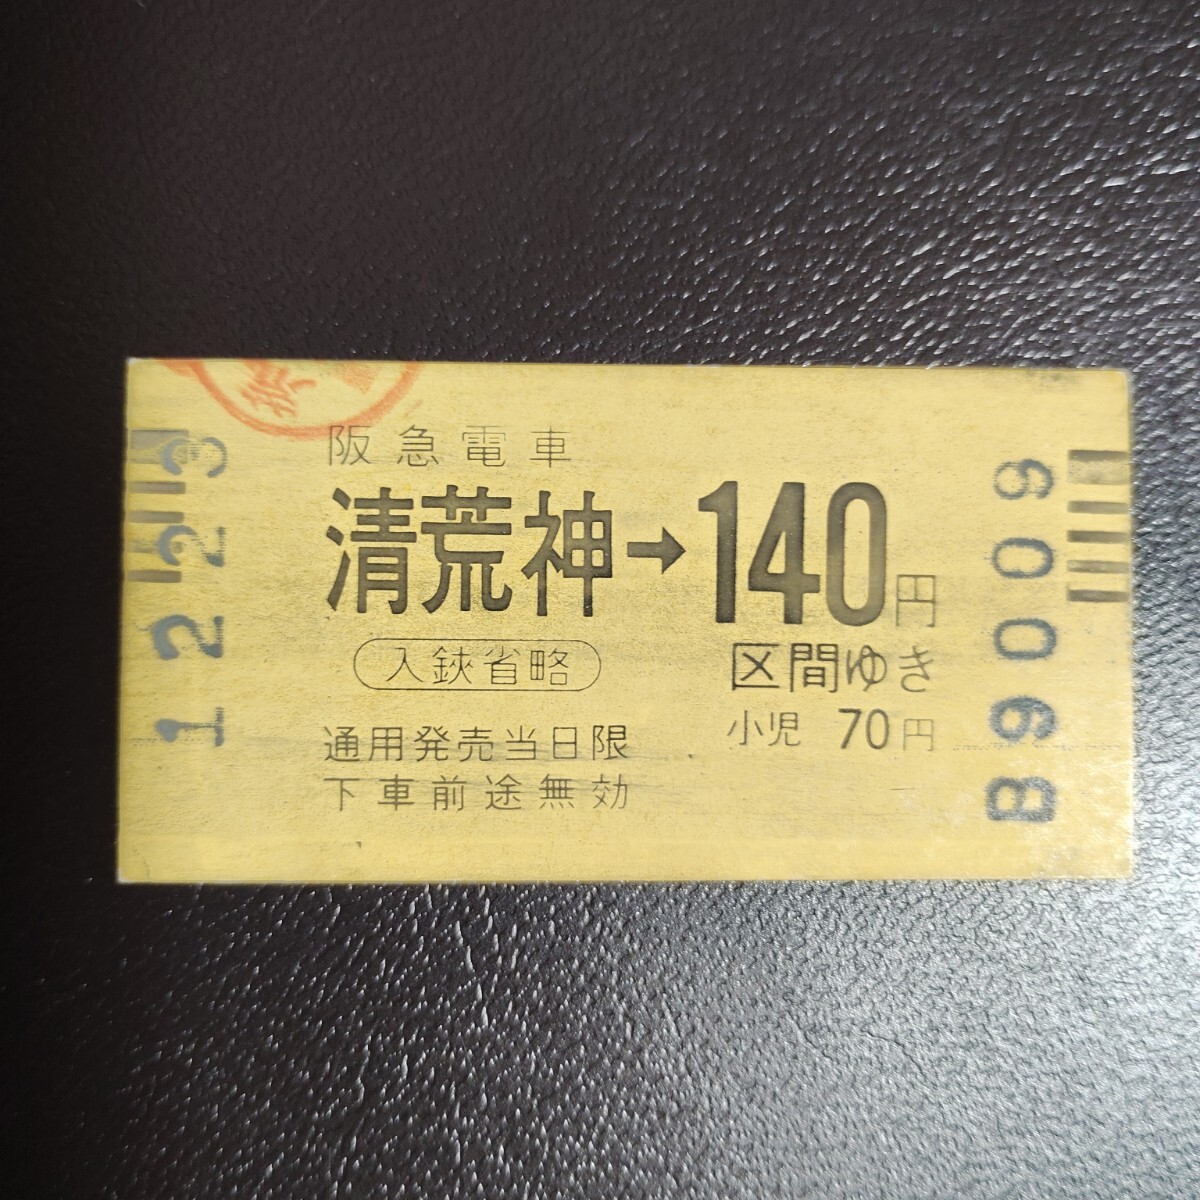 阪急電車
清荒神→140円
入鋏省略
区間ゆき
小児 70円
通用発売当日限
下車前途無効
1 2.2.23
B9009